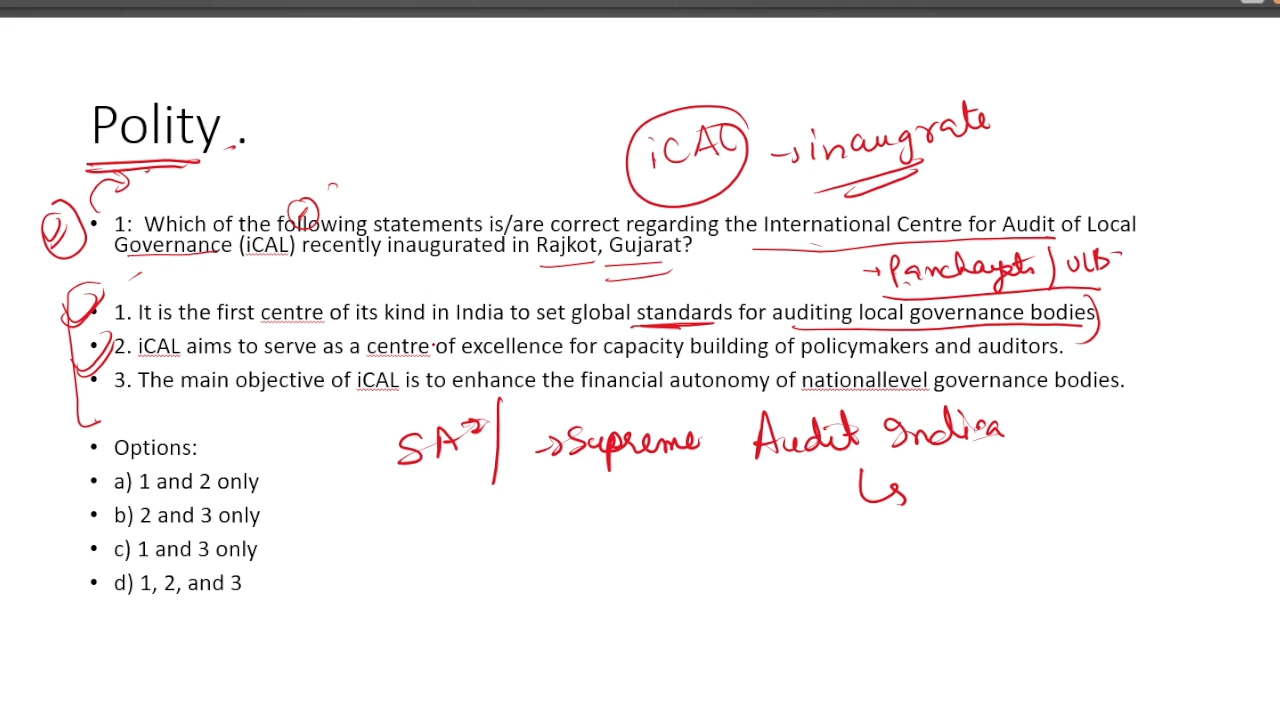 Polity .
iCAL → inaugrate
• 1: Which of the following statements is/are correct regarding the International Centre for Audit of Local
Governance (iCAL) recently inaugurated in Rajkot, Gujarat?
→ Panchayats / ULB
• 1. It is the first centre of its kind in India to set global standards for auditing local governance bodies
• 2. iCAL aims to serve as a centre of excellence for capacity building of policymakers and auditors.
• 3. The main objective of iCAL is to enhance the financial autonomy of nationallevel governance bodies.
→ Supreme Audit India
• Options:
• a) 1 and 2 only
• b) 2 and 3 only
• c) 1 and 3 only
• d) 1, 2, and 3